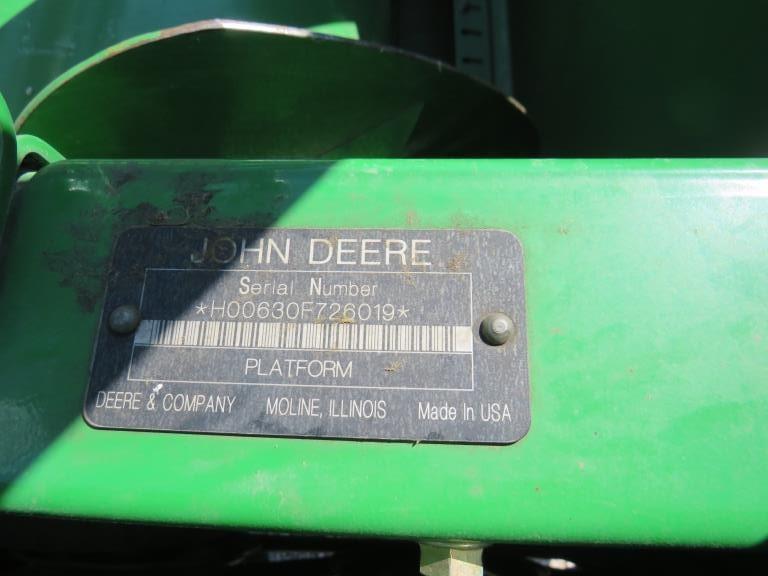 JOHN DEERE
Serial Number
*H00630F726019*
PLATFORM
DEERE & COMPANY MOLINE, ILLINOIS Made In USA